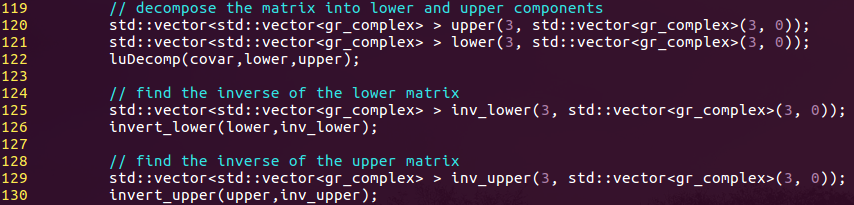 119         // decompose the matrix into lower and upper components
120         std::vector<std::vector<gr_complex> > upper(3, std::vector<gr_complex>(3, 0));
121         std::vector<std::vector<gr_complex> > lower(3, std::vector<gr_complex>(3, 0));
122         luDecomp(covar,lower,upper);
123
124         // find the inverse of the lower matrix
125         std::vector<std::vector<gr_complex> > inv_lower(3, std::vector<gr_complex>(3, 0));
126         invert_lower(lower,inv_lower);
127
128         // find the inverse of the upper matrix
129         std::vector<std::vector<gr_complex> > inv_upper(3, std::vector<gr_complex>(3, 0));
130         invert_upper(upper,inv_upper);